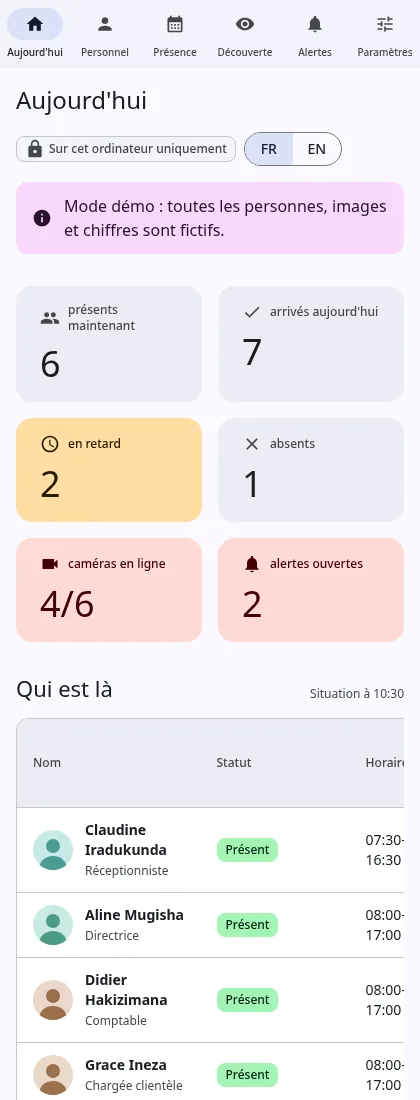 Aujourd'hui
Personnel
Présence
Découverte
Alertes
Paramètres
Aujourd'hui
Sur cet ordinateur uniquement
FR
EN
Mode démo : toutes les personnes, images
et chiffres sont fictifs.
présents
maintenant
6
arrivés aujourd'hui
7
en retard
2
absents
1
caméras en ligne
4/6
alertes ouvertes
2
Qui est là
Situation à 10:30
Nom
Statut
Horaire
Claudine
Iradukunda
Réceptionniste
Présent
07:30-
16:30
Aline Mugisha
Directrice
Présent
08:00-
17:00
Didier
Hakizimana
Comptable
Présent
08:00-
17:00
Grace Ineza
Chargée clientèle
Présent
08:00-
17:00